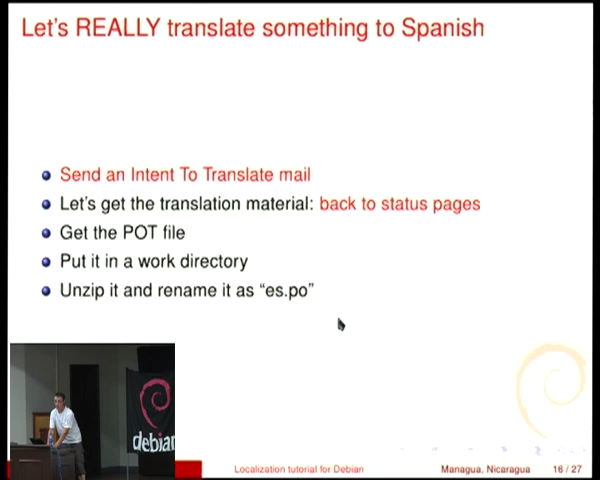 Let's REALLY translate something to Spanish
Send an Intent To Translate mail
Let's get the translation material: back to status pages
Get the POT file
Put it in a work directory
Unzip it and rename it as “es.po”
debian
Localization tutorial for Debian
Managua, Nicaragua
16 / 27